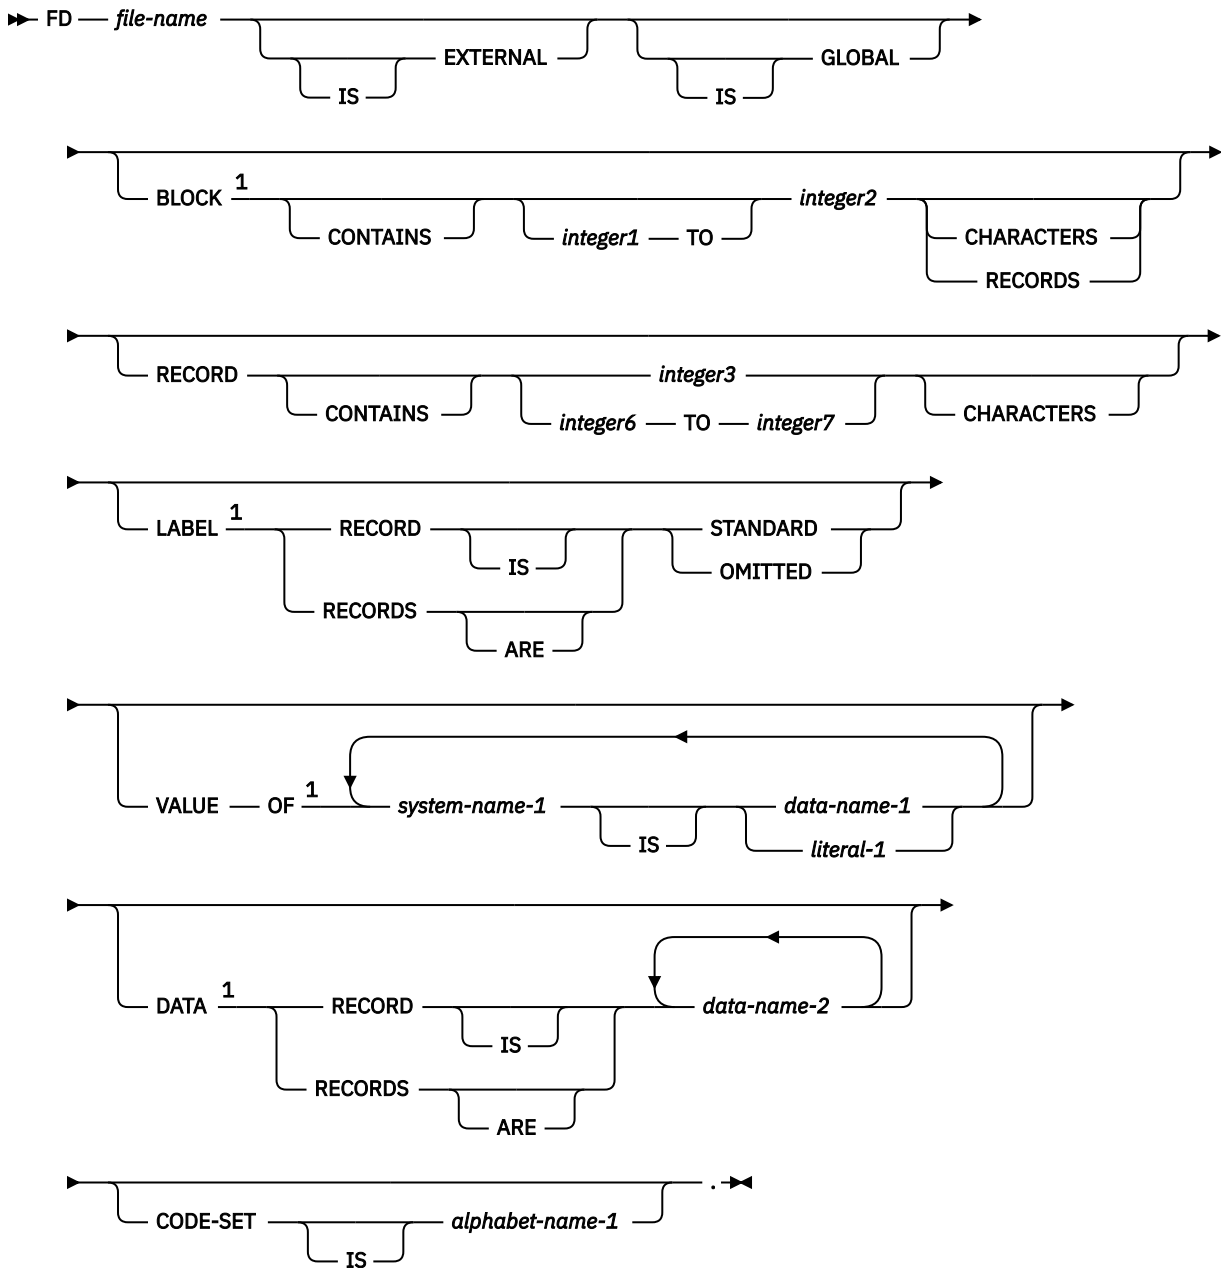 FD file-name EXTERNAL GLOBAL
IS IS
BLOCK 1 integer2
CONTAINS integer1 TO CHARACTERS
RECORDS
RECORD integer3
CONTAINS integer6 TO integer7 CHARACTERS
LABEL 1 RECORD STANDARD
IS OMITTED
RECORDS
ARE
VALUE OF 1 system-name-1 data-name-1
IS literal-1
DATA 1 RECORD data-name-2
IS
RECORDS
ARE
.
CODE-SET alphabet-name-1
IS